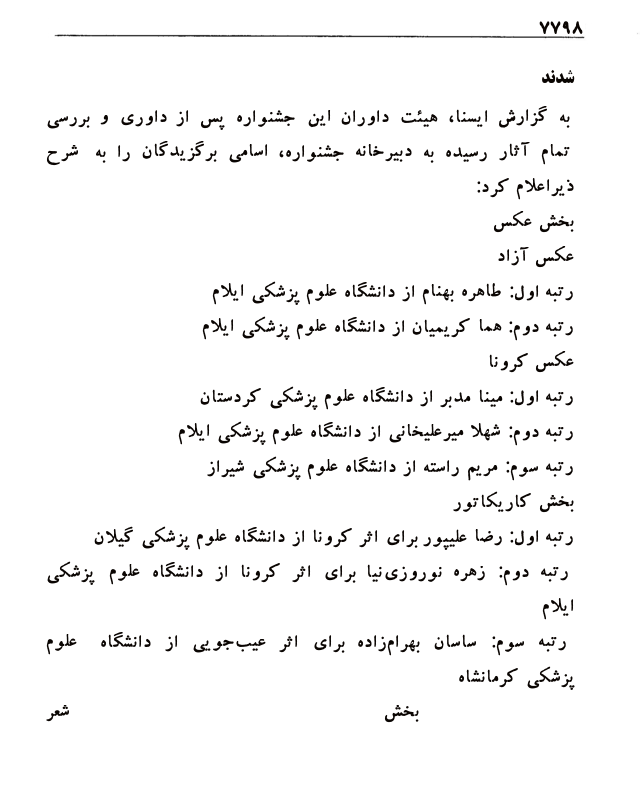 ۷۷۹۸
شدند
به گزارش ایسنا، هیئت داوران این جشنواره پس از داوری و بررسی
تمام آثار رسیده به دبیرخانه جشنواره، اسامی برگزیدگان را به شرح
ذیراعلام کرد:
بخش عکس
عکس آزاد
رتبه اول: طاهره بهنام از دانشگاه علوم پزشکی ایلام
رتبه دوم: هما کریمیان از دانشگاه علوم پزشکی ایلام
عکس کرونا
رتبه اول: مینا مدبر از دانشگاه علوم پزشکی کردستان
رتبه دوم: شهلا میرعلیخانی از دانشگاه علوم پزشکی ایلام
رتبه سوم: مریم راسته از دانشگاه علوم پزشکی شیراز
بخش کاریکاتور
رتبه اول: رضا علیپور برای اثر کرونا از دانشگاه علوم پزشکی گیلان
رتبه دوم: زهره نوروزی‌نیا برای اثر کرونا از دانشگاه علوم پزشکی
ایلام
رتبه سوم: ساسان بهرام‌زاده برای اثر عیب‌جویی از دانشگاه علوم
پزشکی کرمانشاه
بخش شعر